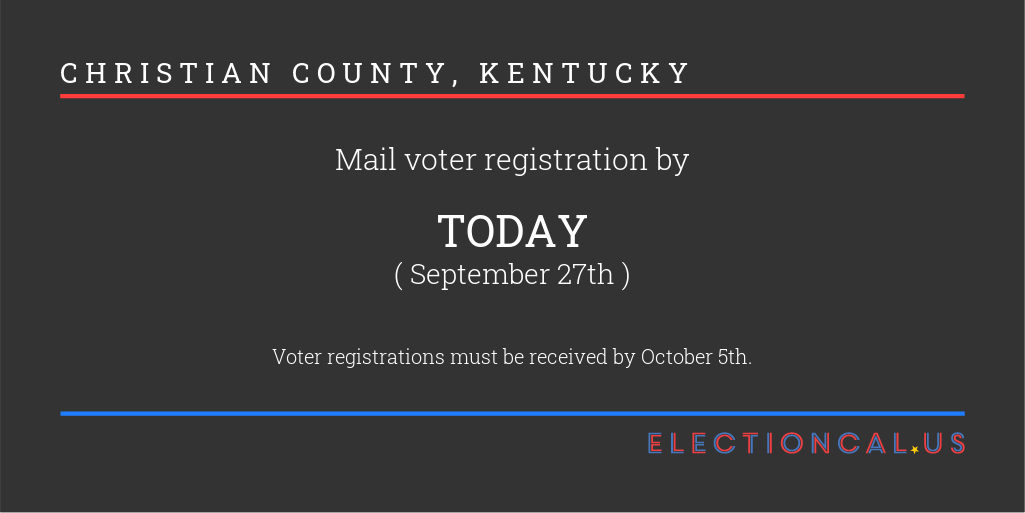 CHRISTIAN COUNTY, KENTUCKY
Mail voter registration by
TODAY
( September 27th )
Voter registrations must be received by October 5th.
ELECTIONCAL.US